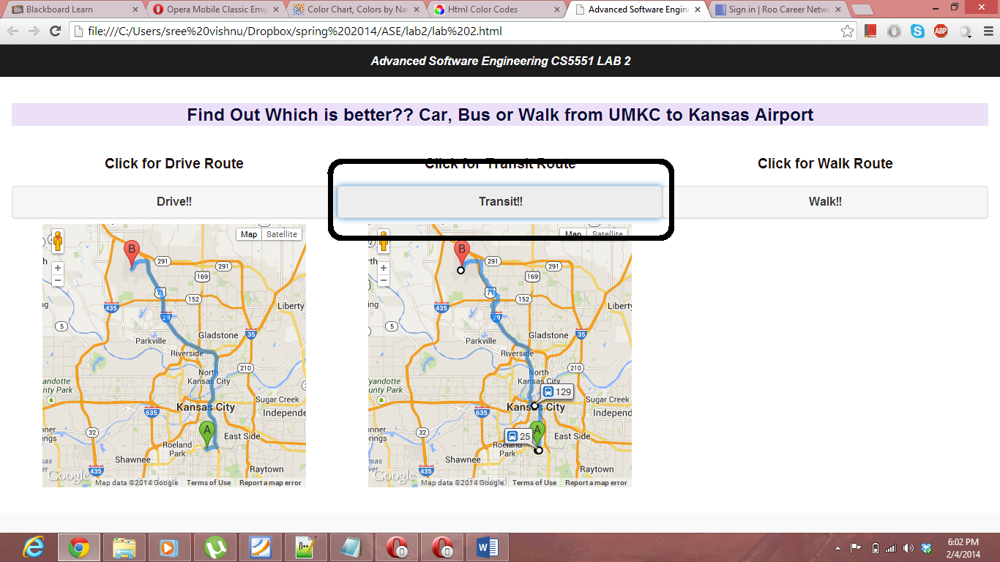 Blackboard Learn
Opera Mobile Classic Emu
Color Chart, Colors by Na
Html Color Codes
Advanced Software Engin
Sign in | Roo Career Netw
file:///C:/Users/sree%20vishnu/Dropbox/spring%202014/ASE/lab2/lab%202.html
ABP
Advanced Software Engineering CS5551 LAB 2
Find Out Which is better?? Car, Bus or Walk from UMKC to Kansas Airport
Click for Drive Route
Click for Transit Route
Click for Walk Route
Drive!!
Transit!!
Walk!!
Map Satellite
B
291
291
169
71
152
435
Liberty
29
5
Gladstone
35
Parkville
Riverside
210
North
Kansas City
yandotte
unty Park
Kansas City
Sugar Creek
635
Independe
A
32
East Side
Roeland
Park
Shawnee
435
Raytown
Google
Map data ©2014 Google Terms of Use Report a map error
Map Satellite
B
291
291
169
71
152
435
Liberty
29
5
Gladstone
35
Parkville
Riverside
210
North
Kansas City
yandotte
unty Park
129
Kansas City
Sugar Creek
635
Independe
25
A
32
East Side
Roeland
Park
Shawnee
435
Raytown
Google
Map data ©2014 Google Terms of Use Report a map error
6:02 PM
2/4/2014